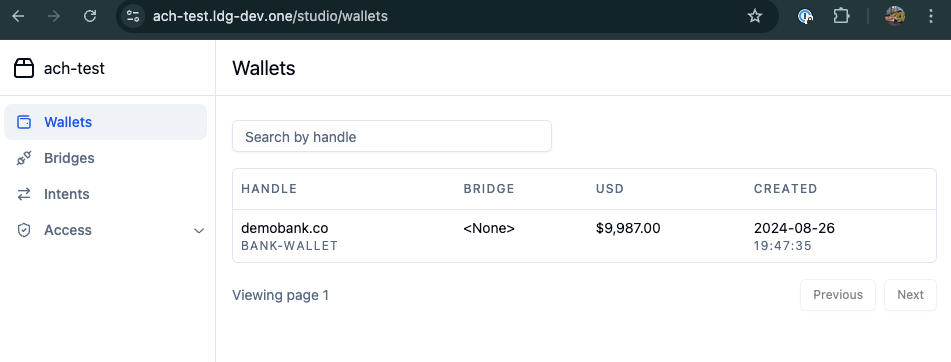 ach-test.ldg-dev.one/studio/wallets
ach-test
Wallets
Bridges
Intents
Access
Wallets
Search by handle
HANDLE BRIDGE USD CREATED
demobank.co <None> $9,987.00 2024-08-26
BANK-WALLET 19:47:35
Viewing page 1 Previous Next